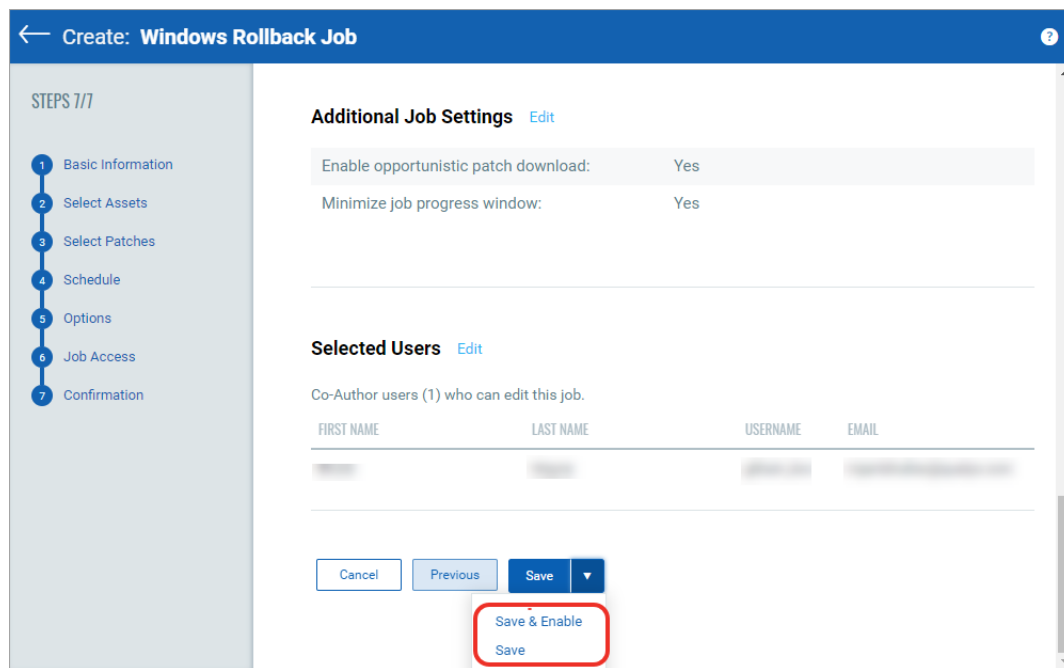 Create: Windows Rollback Job
?
STEPS 7/7
1 Basic Information
2 Select Assets
3 Select Patches
4 Schedule
5 Options
6 Job Access
7 Confirmation
Additional Job Settings Edit
Enable opportunistic patch download: Yes
Minimize job progress window: Yes
Selected Users Edit
Co-Author users (1) who can edit this job.
FIRST NAME LAST NAME USERNAME EMAIL
Cancel Previous Save
Save & Enable
Save